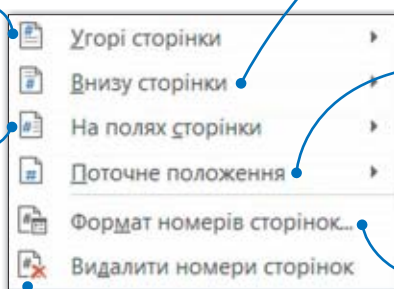 Угорі сторінки
Внизу сторінки
На полях сторінки
Поточне положення
Формат номерів сторінок...
Видалити номери сторінок